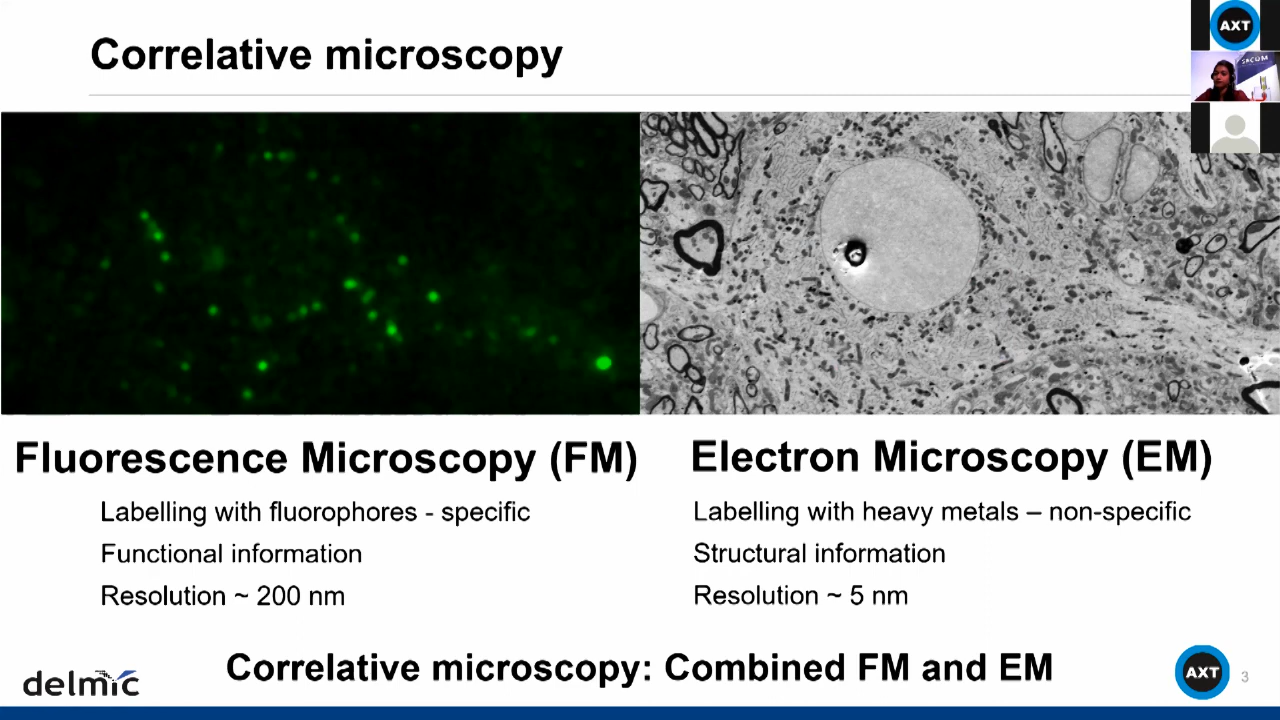 Correlative microscopy
AXT
SACOM
Fluorescence Microscopy (FM)
Labelling with fluorophores - specific
Functional information
Resolution ~ 200 nm
Electron Microscopy (EM)
Labelling with heavy metals – non-specific
Structural information
Resolution ~ 5 nm
Correlative microscopy: Combined FM and EM
delmic
AXT
3